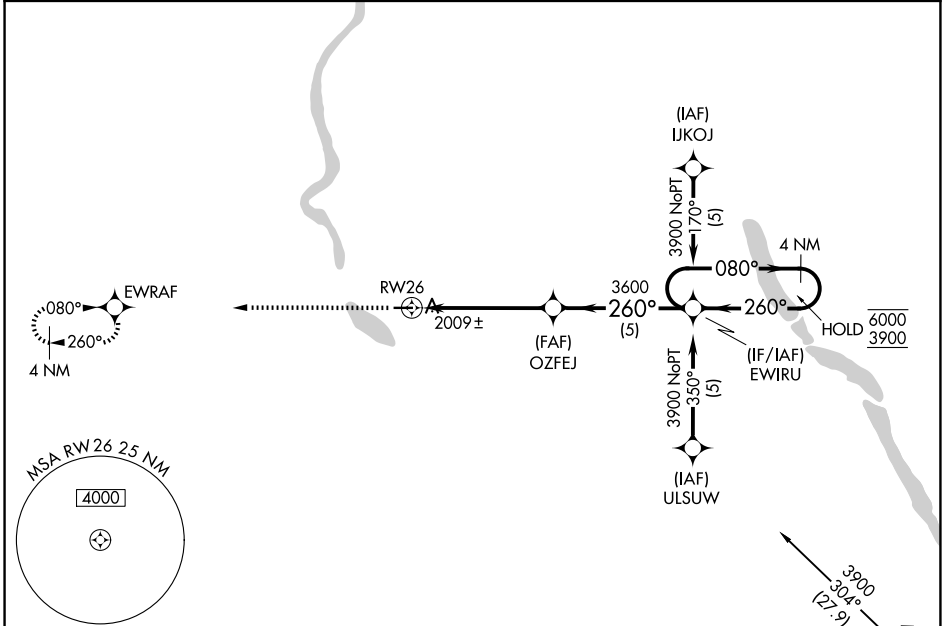 (IAF)
IJKOJ
3900 NoPT
170°
(5)
4 NM
080°
EWRAF
080°
260°
4 NM
RW26
2009±
3600
260°
(5)
260°
HOLD
6000
3900
(FAF)
OZFEJ
(IF/IAF)
EWIRU
3900 NoPT
350°
(5)
(IAF)
ULSUW
MSA RW26 25 NM
4000
3900
304°
(27.9)